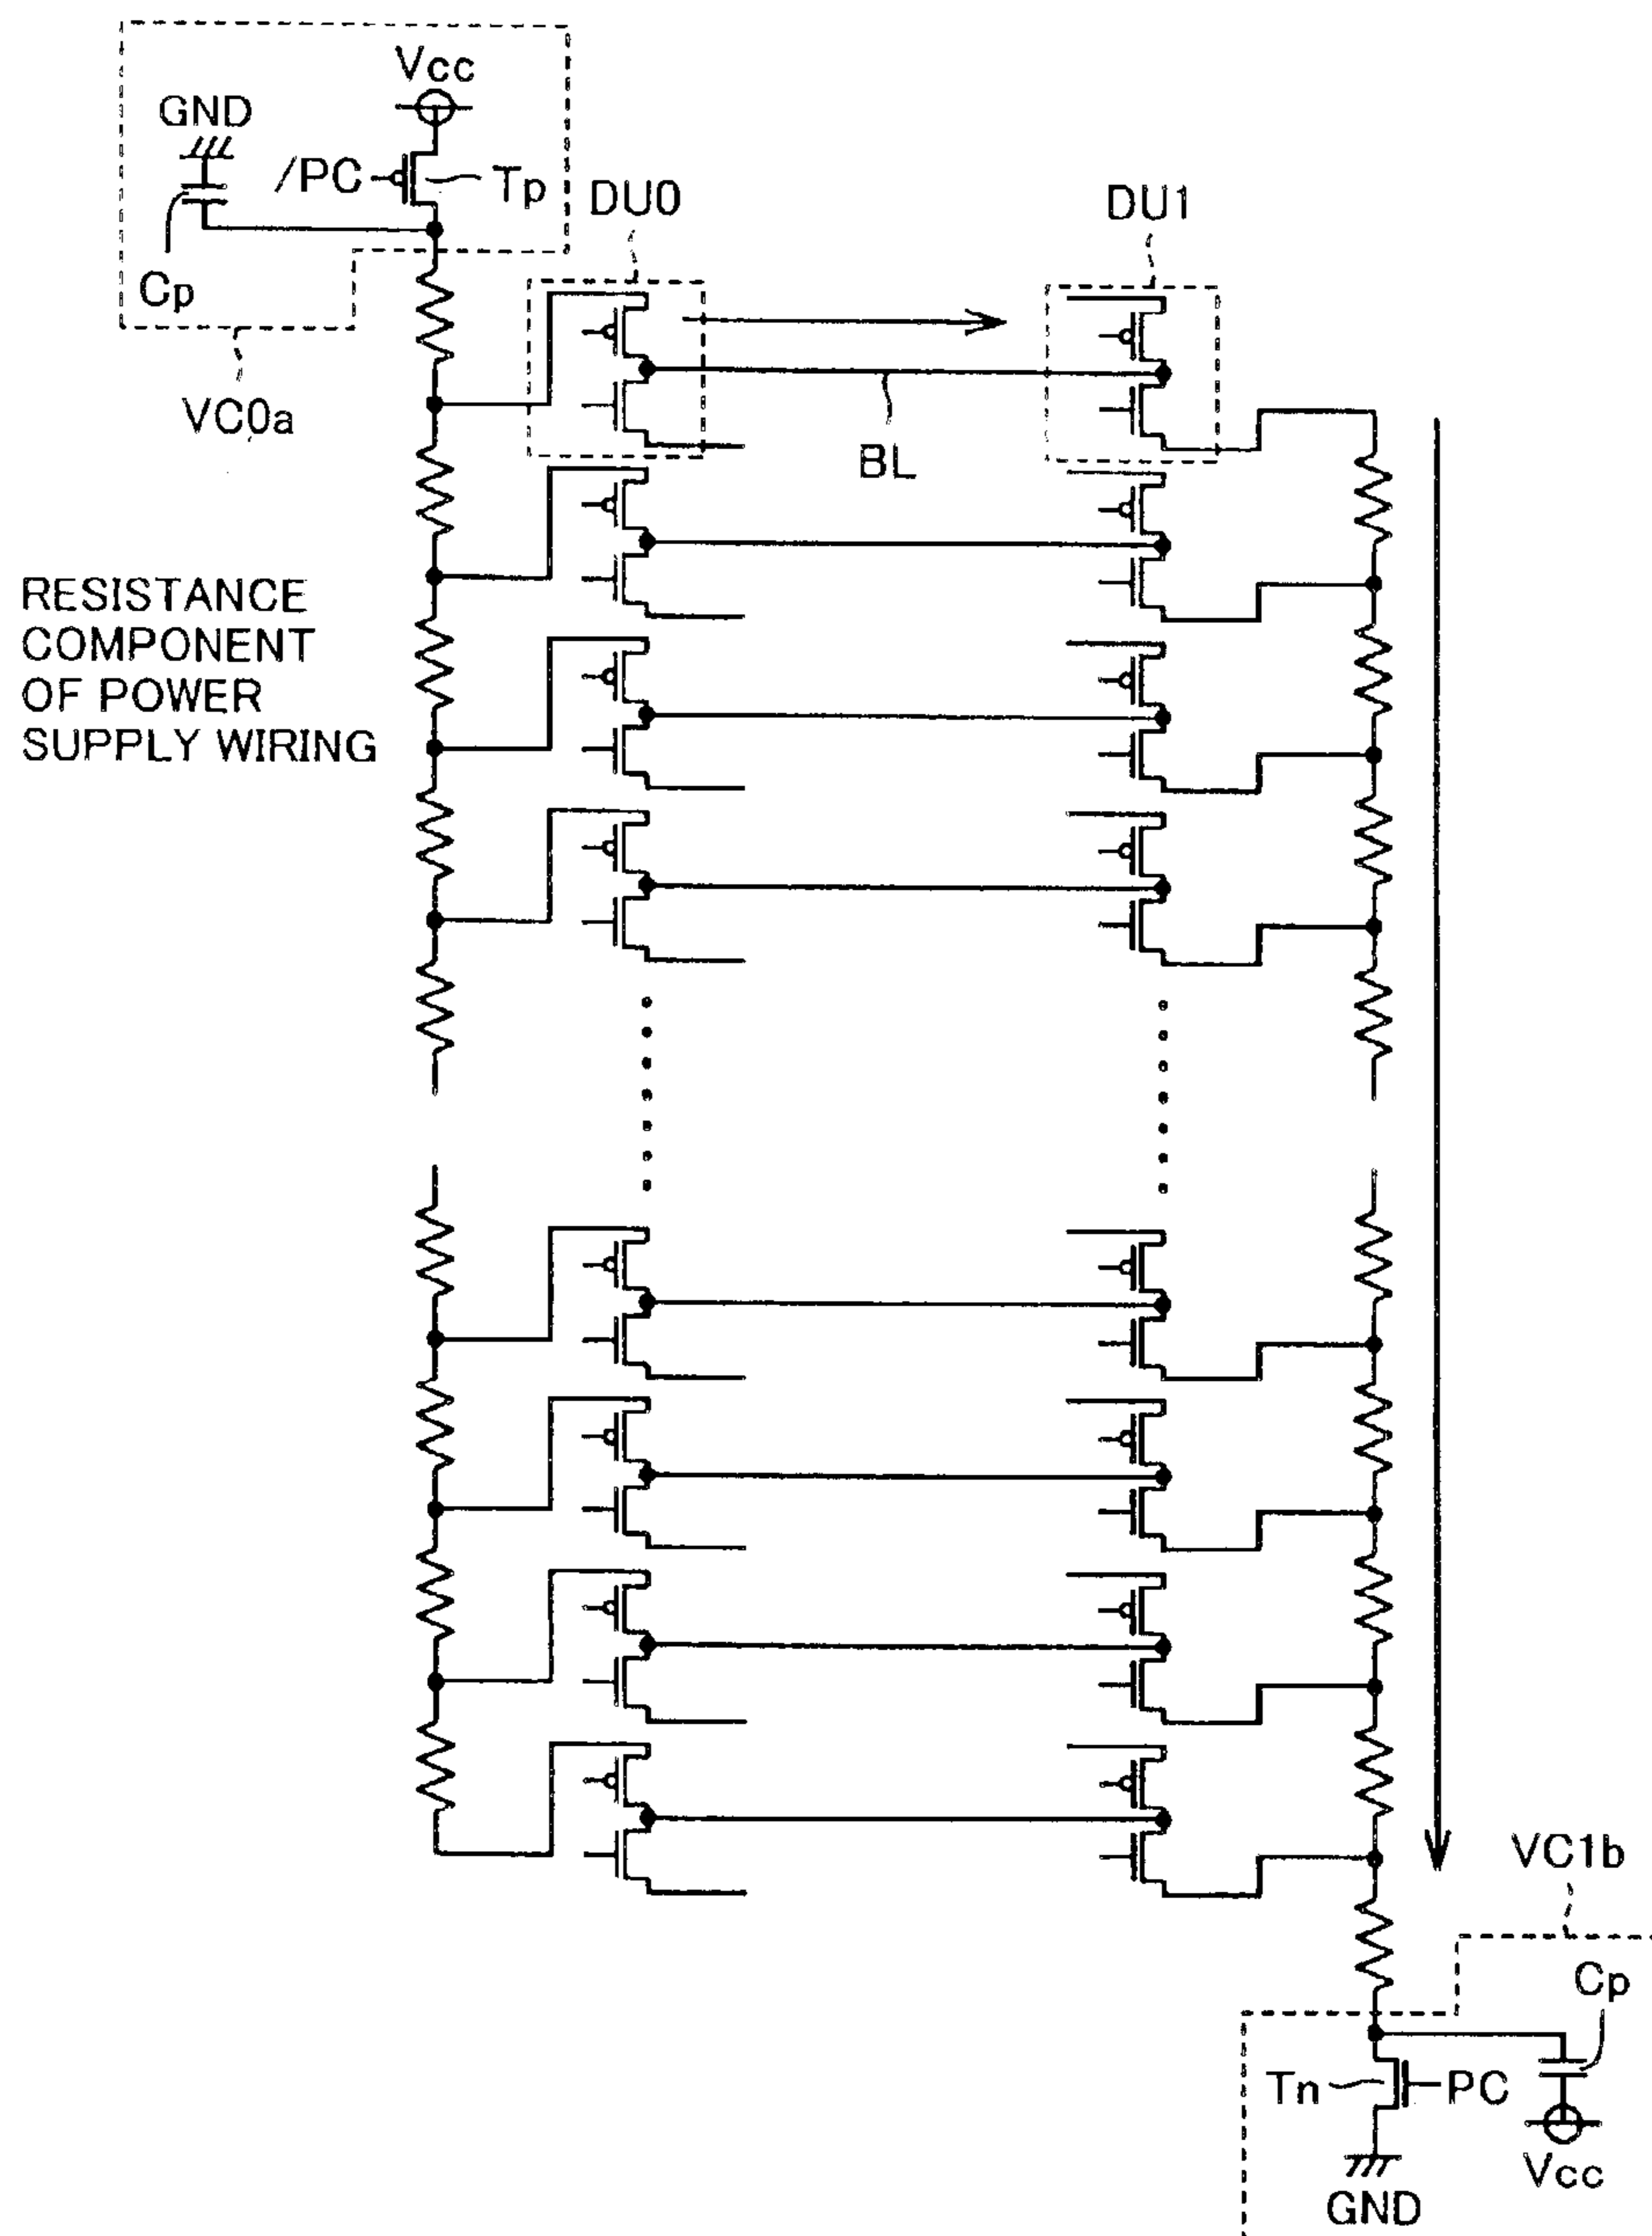 Vcc
GND
/PC
Tp
Cp
DU0
DU1
VC0a
BL
RESISTANCE
COMPONENT
OF POWER
SUPPLY WIRING
VC1b
Cp
Tn
PC
Vcc
GND